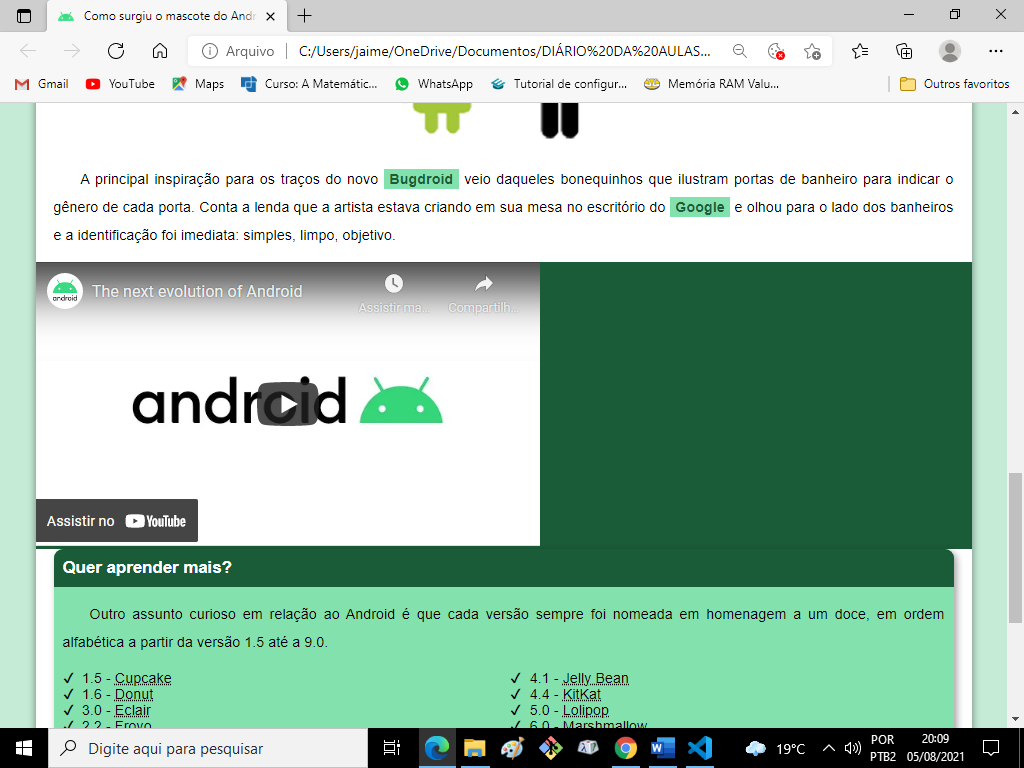 Como surgiu o mascote do Andr
Arquivo
C:/Users/jaime/OneDrive/Documentos/DIÁRIO%20DA%20AULAS...
Gmail
YouTube
Maps
Curso: A Matemátic...
WhatsApp
Tutorial de configur...
Memória RAM Valu...
Outros favoritos
A principal inspiração para os traços do novo Bugdroid veio daqueles bonequinhos que ilustram portas de banheiro para indicar o
gênero de cada porta. Conta a lenda que a artista estava criando em sua mesa no escritório do Google e olhou para o lado dos banheiros
e a identificação foi imediata: simples, limpo, objetivo.
android
The next evolution of Android
Assistir ma...
Compartilh...
android
Assistir no YouTube
Quer aprender mais?
Outro assunto curioso em relação ao Android é que cada versão sempre foi nomeada em homenagem a um doce, em ordem
alfabética a partir da versão 1.5 até a 9.0.
✓ 1.5 - Cupcake
✓ 1.6 - Donut
✓ 3.0 - Eclair
✓ 2.2 - Froyo
✓ 4.1 - Jelly Bean
✓ 4.4 - KitKat
✓ 5.0 - Lolipop
✓ 6.0 - Marshmallow
Digite aqui para pesquisar
19°C
POR
PTB2
20:09
05/08/2021